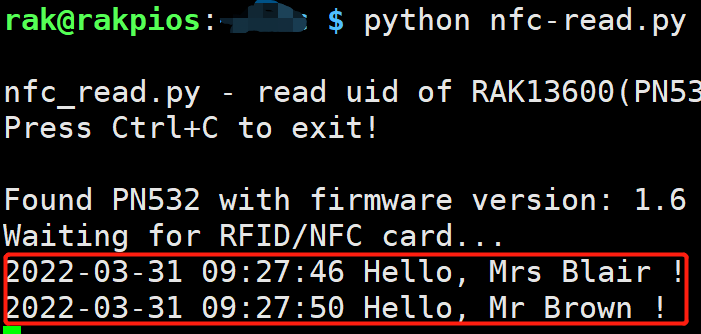 rak@rakpios: $ python nfc-read.py
nfc_read.py - read uid of RAK13600(PN53
Press Ctrl+C to exit!
Found PN532 with firmware version: 1.6
Waiting for RFID/NFC card...
2022-03-31 09:27:46 Hello, Mrs Blair !
2022-03-31 09:27:50 Hello, Mr Brown !